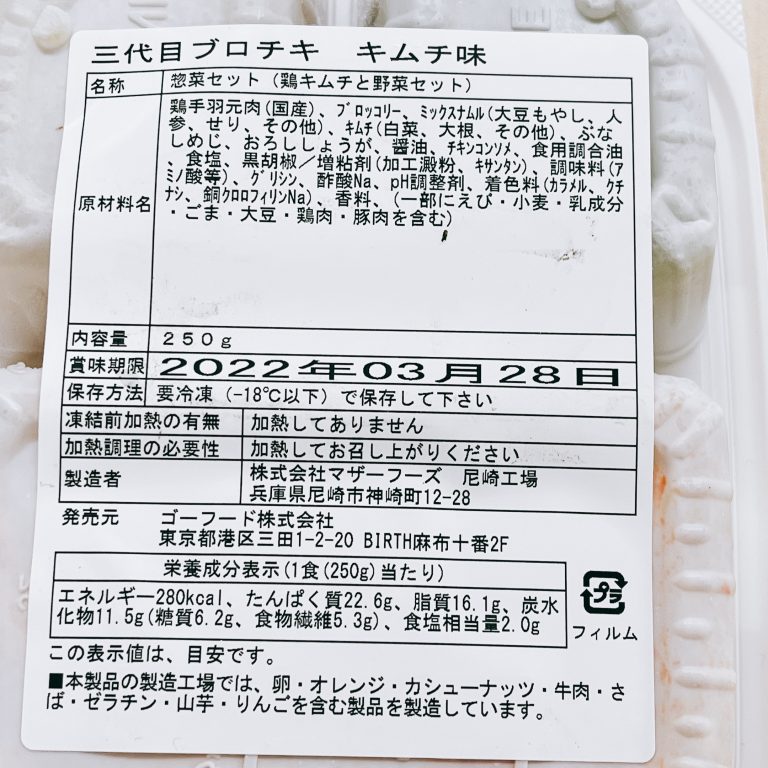 三代目ブロチキ　キムチ味
名称 惣菜セット（鶏キムチと野菜セット）
原材料名
鶏手羽元肉(国産)、ﾌﾞﾛｯｺﾘｰ、ﾐｯｸｽﾅﾑﾙ(大豆もやし、人
参、せり、その他)、ｷﾑﾁ(白菜、大根、その他)、ぶな
しめじ、おろししょうが、醤油、ﾁｷﾝｺﾝｿﾒ、食用調合油
、食塩、黒胡椒／増粘剤(加工澱粉、ｷｻﾝﾀﾝ)、調味料(ｱ
ﾐﾉ酸等)、ｸﾞﾘｼﾝ、酢酸Na、pH調整剤、着色料(ｶﾗﾒﾙ、ｸﾁ
ﾅｼ、銅ｸﾛﾛﾌｨﾘﾝNa)、香料、(一部にえび・小麦・乳成分
・ごま・大豆・鶏肉・豚肉を含む)
内容量 ２５０ｇ
賞味期限 2022年03月28日
保存方法 要冷凍（-18℃以下）で保存して下さい
凍結前加熱の有無 加熱してありません
加熱調理の必要性 加熱してお召し上がりください
製造者 株式会社マザーフーズ　尼崎工場
兵庫県尼崎市神崎町12-28
発売元 ゴーフード株式会社
東京都港区三田1-2-20 BIRTH麻布十番2F
栄養成分表示(1食(250g)当たり)
エネルギー280kcal、たんぱく質22.6g、脂質16.1g、炭水
化物11.5g(糖質6.2g、食物繊維5.3g)、食塩相当量2.0g
プラ
フィルム
この表示値は、目安です。
■本製品の製造工場では、卵・オレンジ・カシューナッツ・牛肉・さ
ば・ゼラチン・山芋・りんごを含む製品を製造しています。